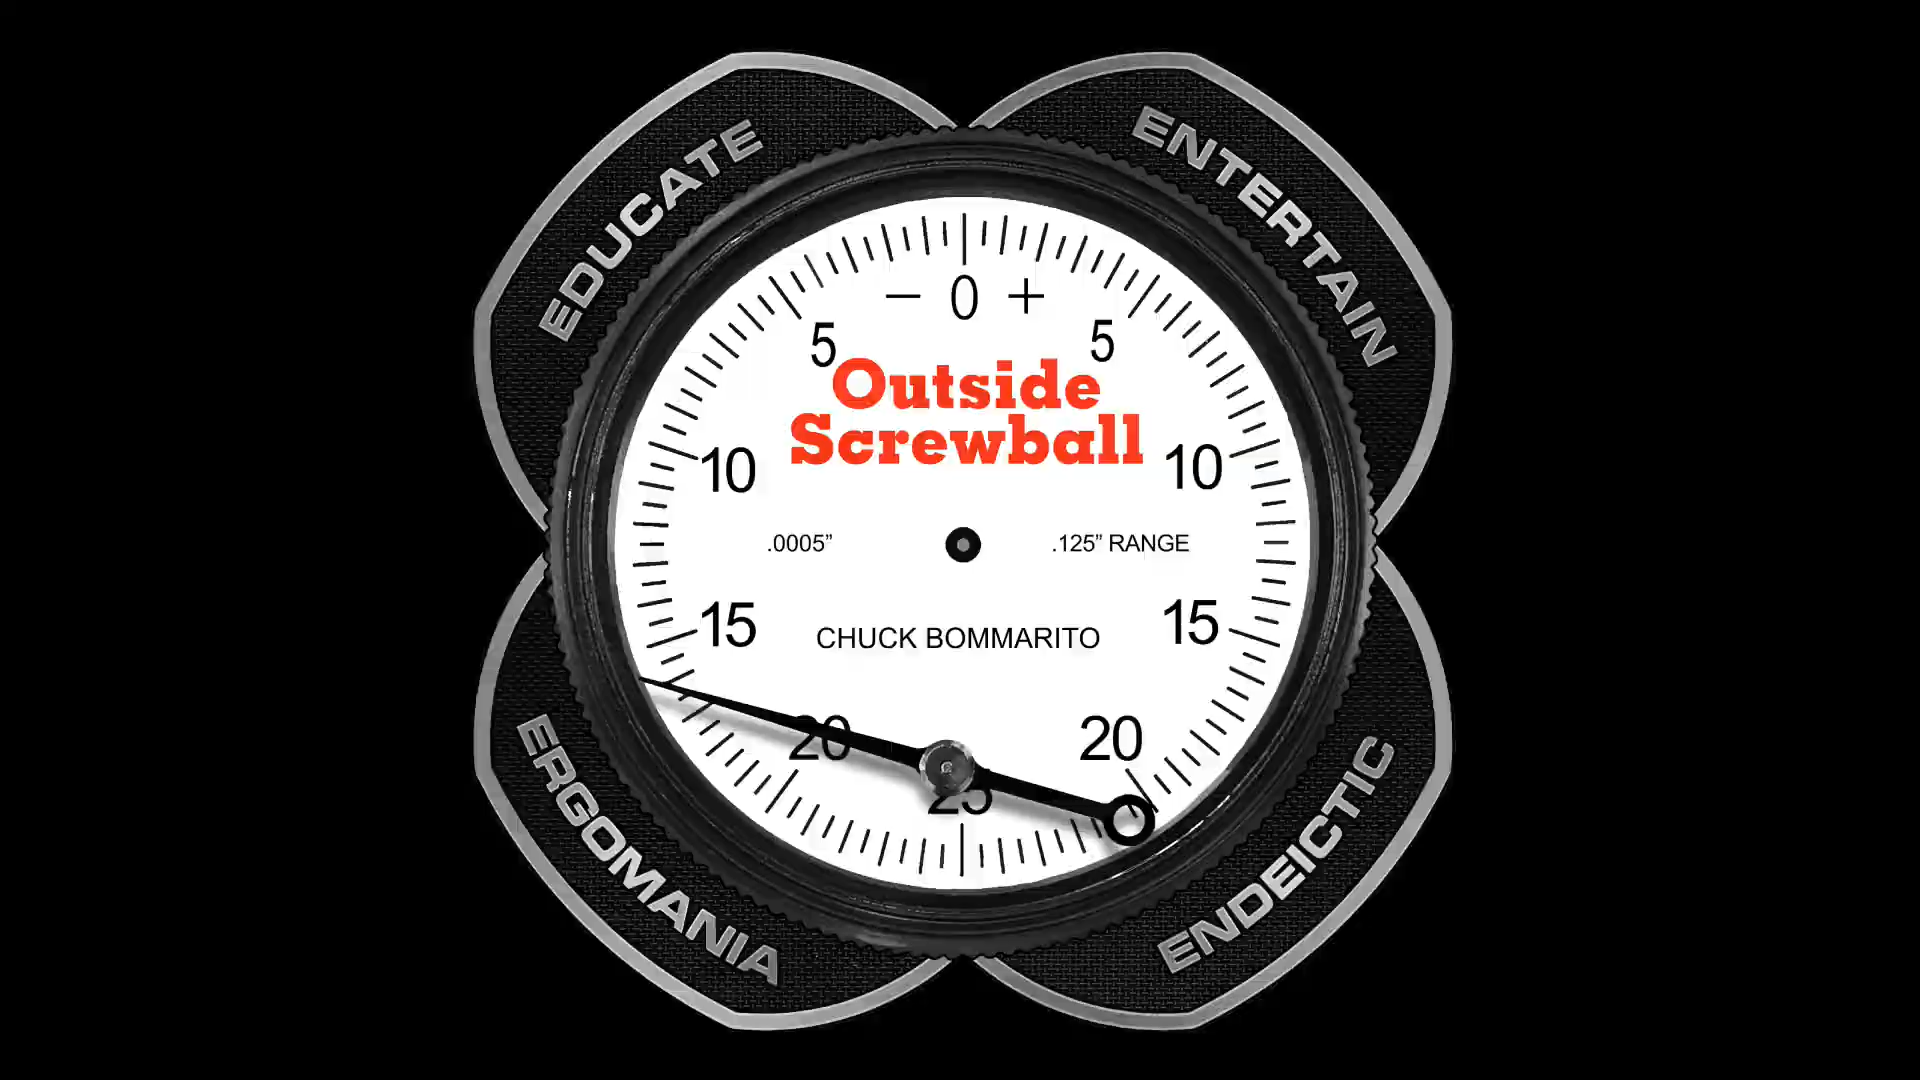 EDUCATE
ENTERTAIN
− 0 +
5 5
Outside
Screwball
10 10
.0005” .125” RANGE
15 15
CHUCK BOMMARITO
20 20
25
ERGOMANIA
ENDEICTIC